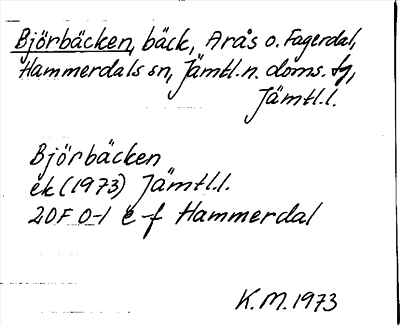 Björbäcken, bäck, Arås o. Fagerdal,
Hammerdals sn, Jämtl. n. doms. tg,
Jämtl. l.
Björbäcken
ek (1973) Jämtl. l.
20F 0-1 e-f Hammerdal
K. M. 1973